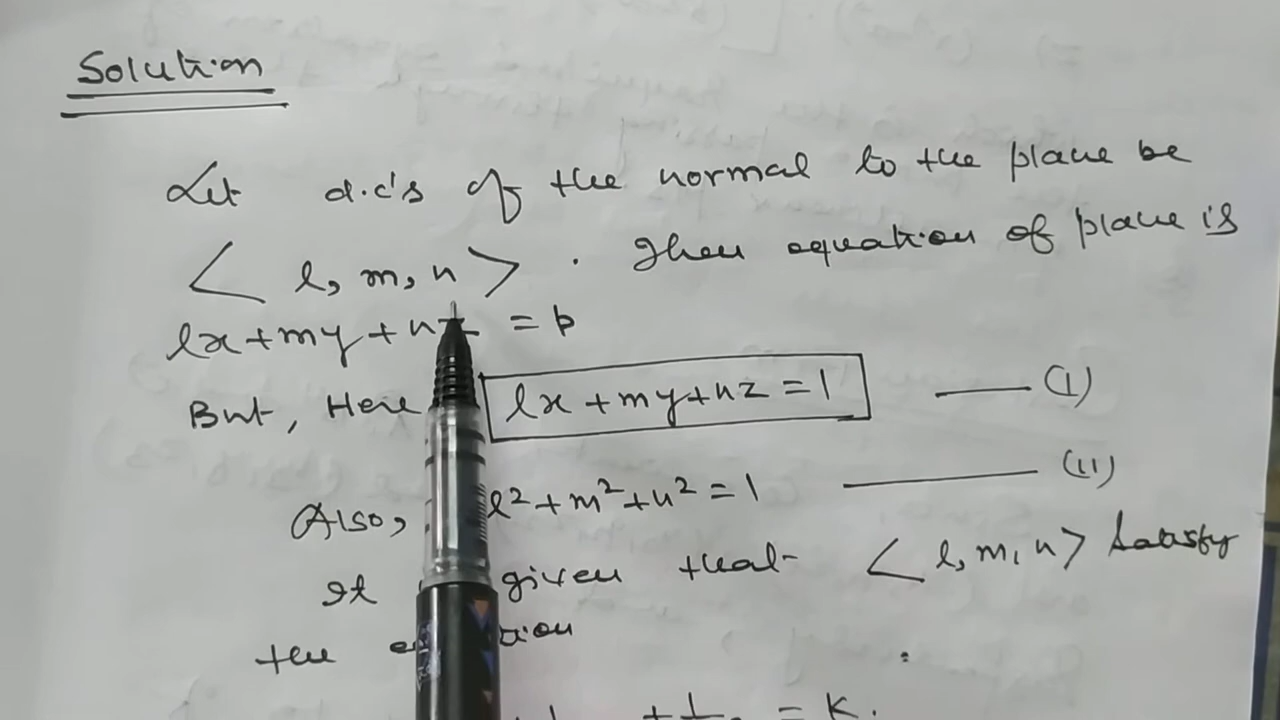 Solution
Let d.c's of the normal to the plane be
< l, m, n > . Then equation of plane is
lx + my + nz = p
But, Here lx + my + nz = 1 —— (I)
Also, l² + m² + n² = 1 —— (II)
It given that < l, m, n > satisfy
the
+ 1 = K.